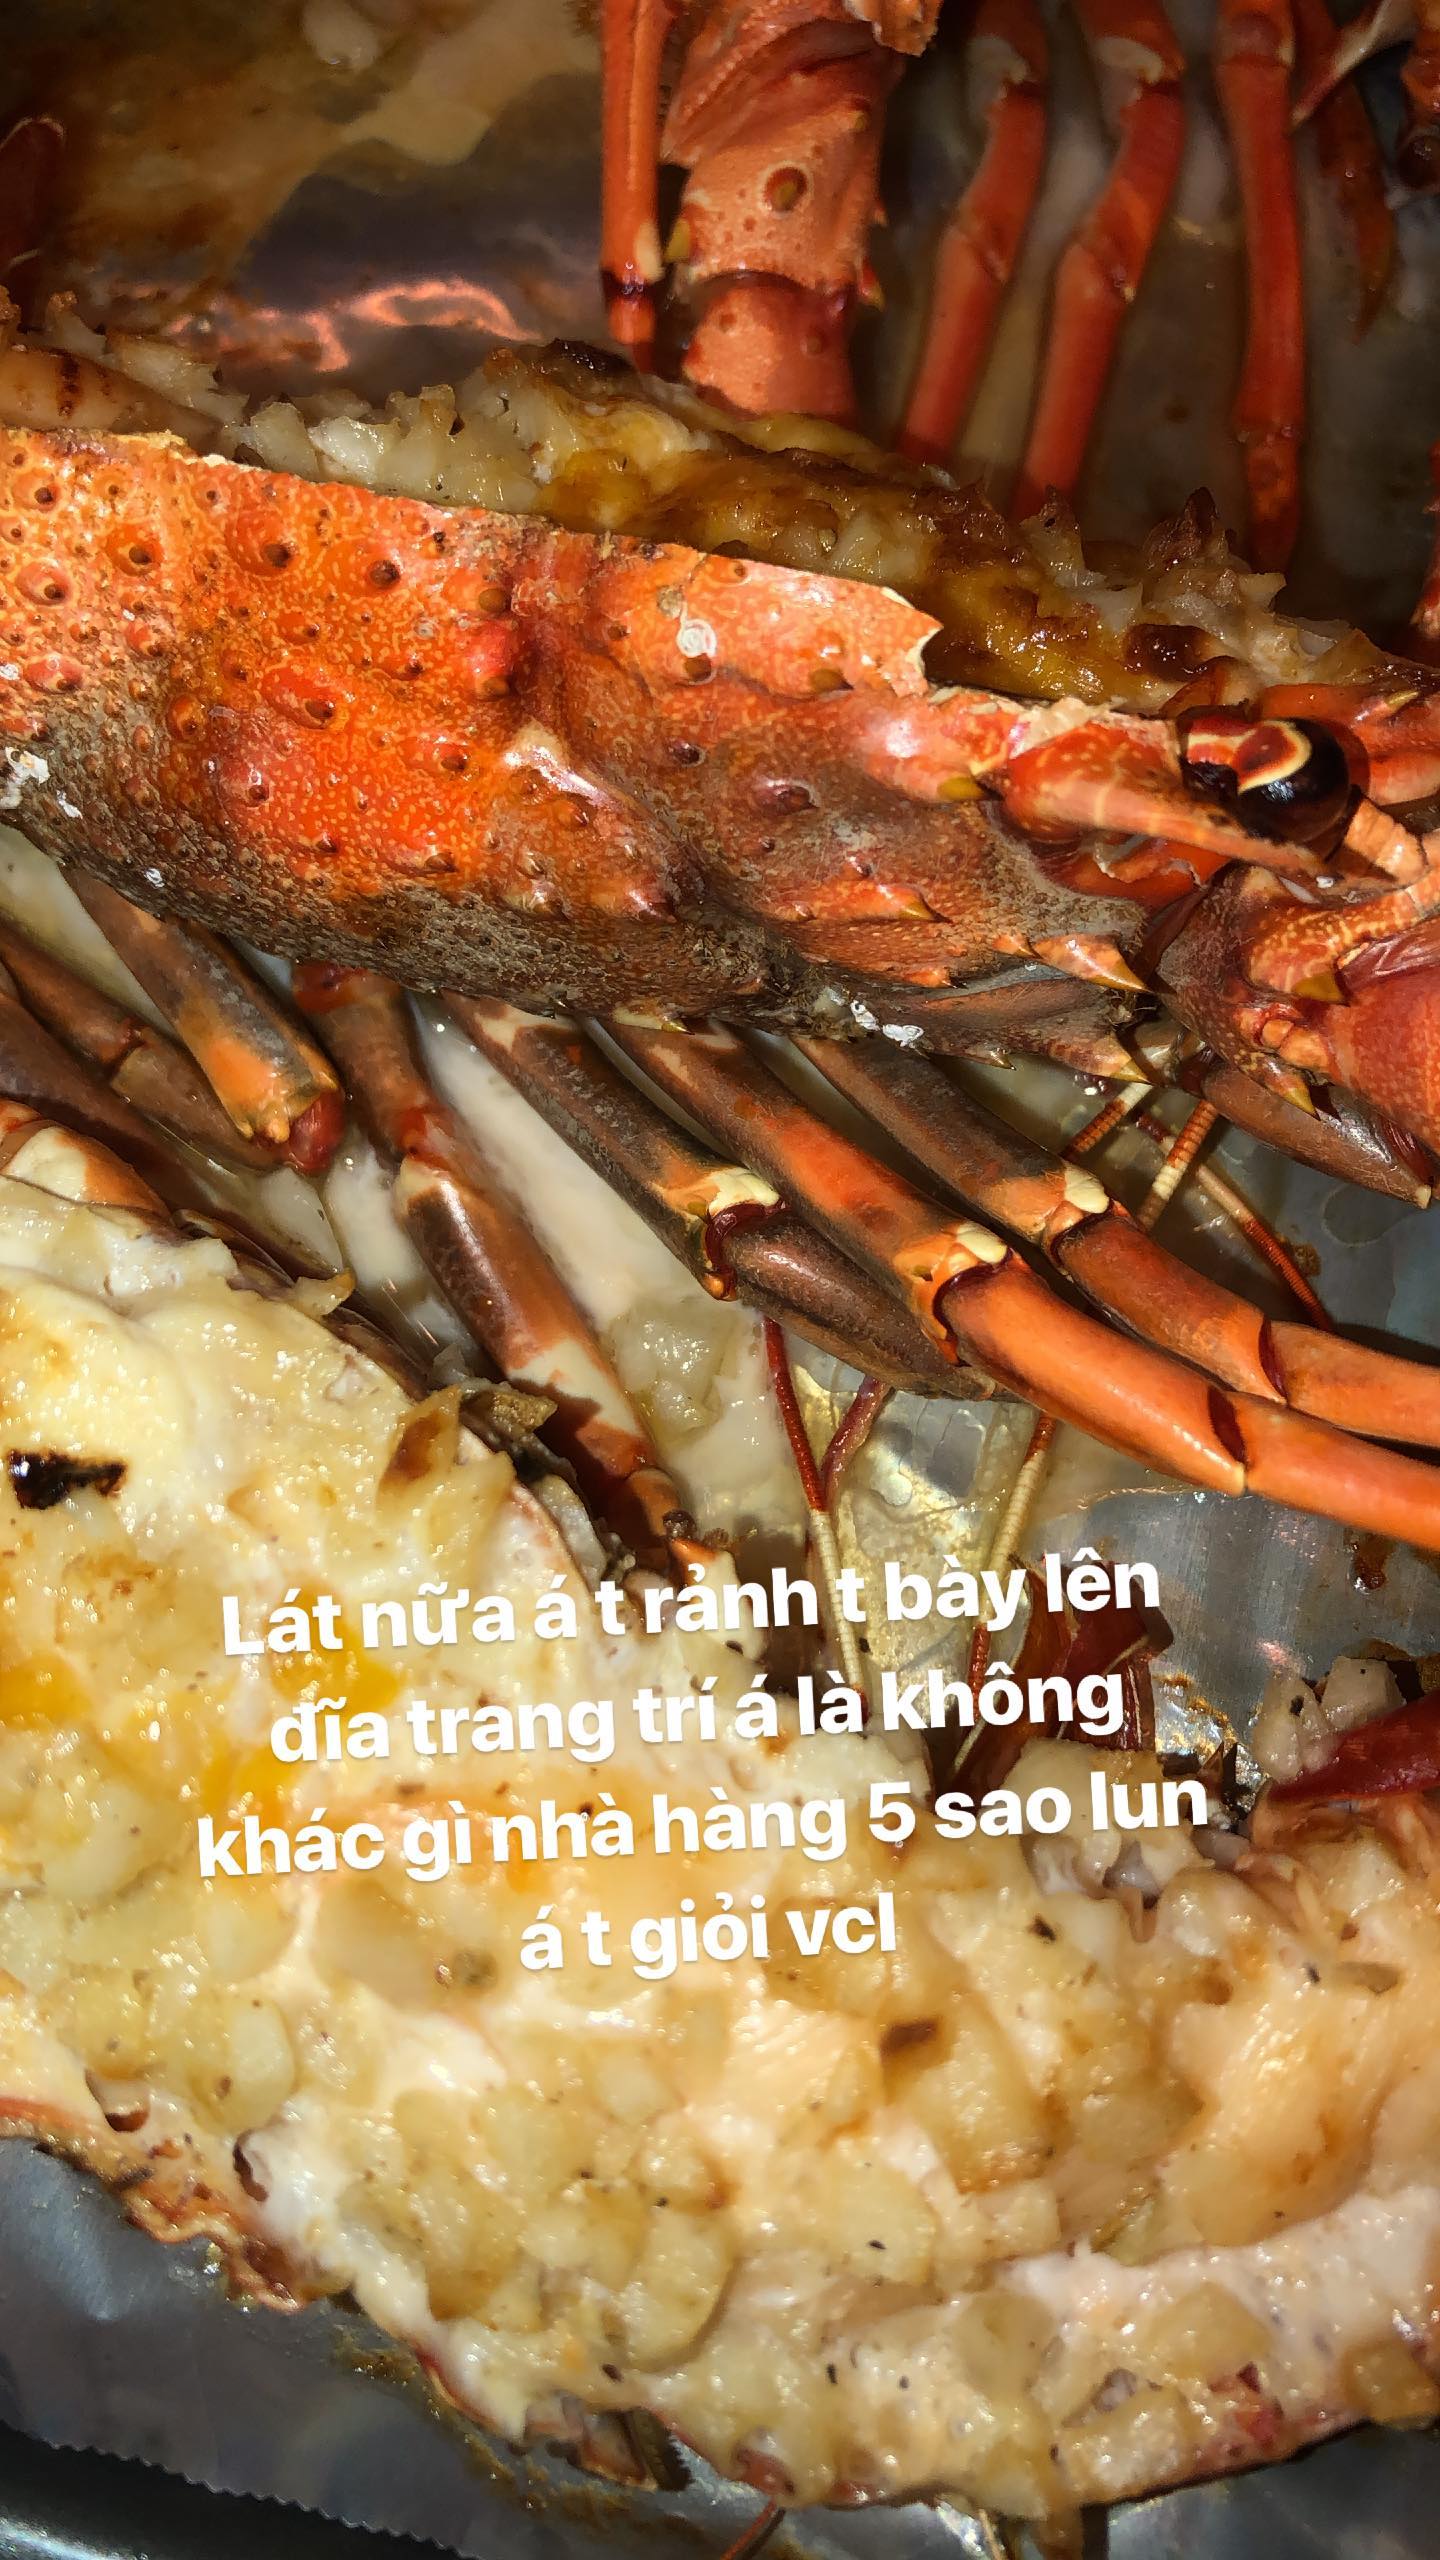 Lát nữa á t rảnh t bày lên
đĩa trang trí á là không
khác gì nhà hàng 5 sao lun
á t giỏi vcl